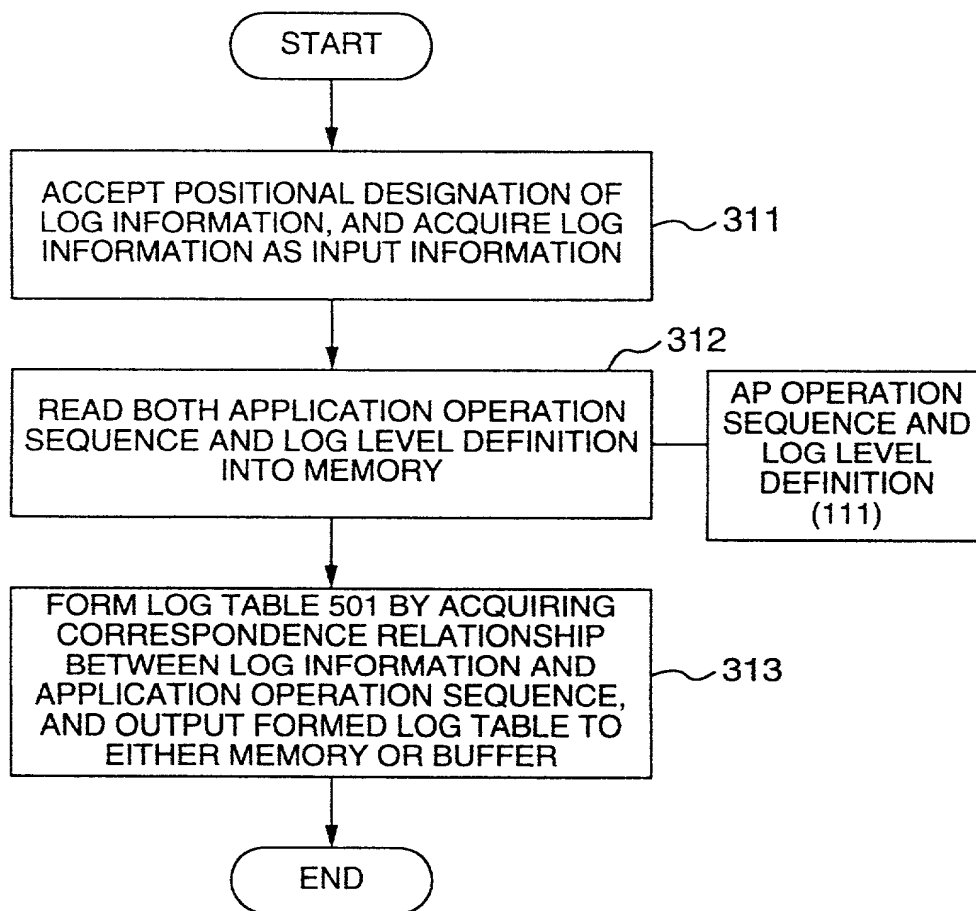 START
ACCEPT POSITIONAL DESIGNATION OF
LOG INFORMATION, AND ACQUIRE LOG
INFORMATION AS INPUT INFORMATION
311
312
READ BOTH APPLICATION OPERATION
SEQUENCE AND LOG LEVEL DEFINITION
INTO MEMORY
AP OPERATION
SEQUENCE AND
LOG LEVEL
DEFINITION
(111)
FORM LOG TABLE 501 BY ACQUIRING
CORRESPONDENCE RELATIONSHIP
BETWEEN LOG INFORMATION AND
APPLICATION OPERATION SEQUENCE,
AND OUTPUT FORMED LOG TABLE TO
EITHER MEMORY OR BUFFER
313
END